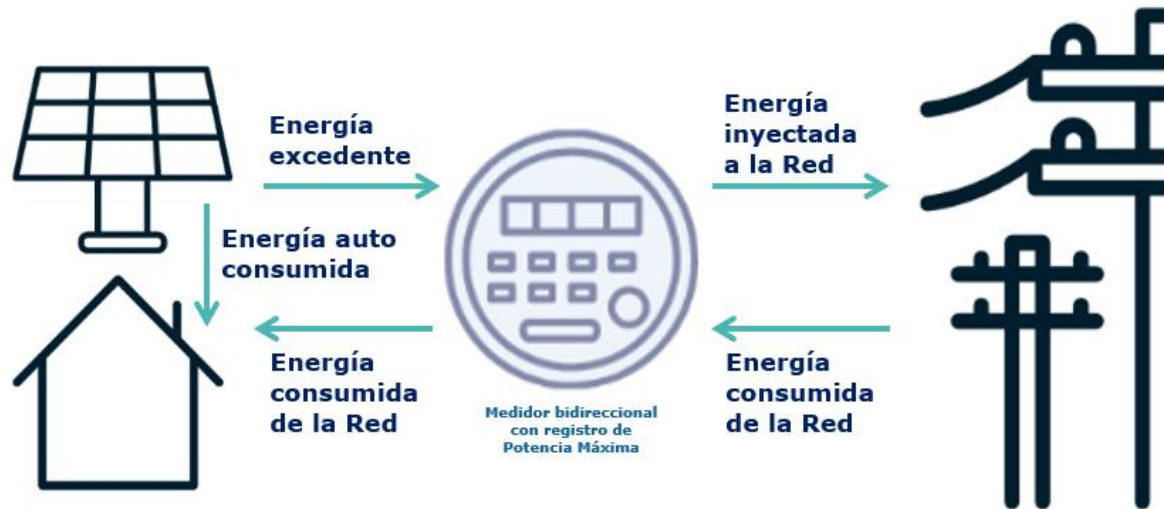 Energía
excedente
Energía
inyectada
a la Red
Energía auto
consumida
Energía
consumida
de la Red
Medidor bidireccional
con registro de
Potencia Máxima
Energía
consumida
de la Red